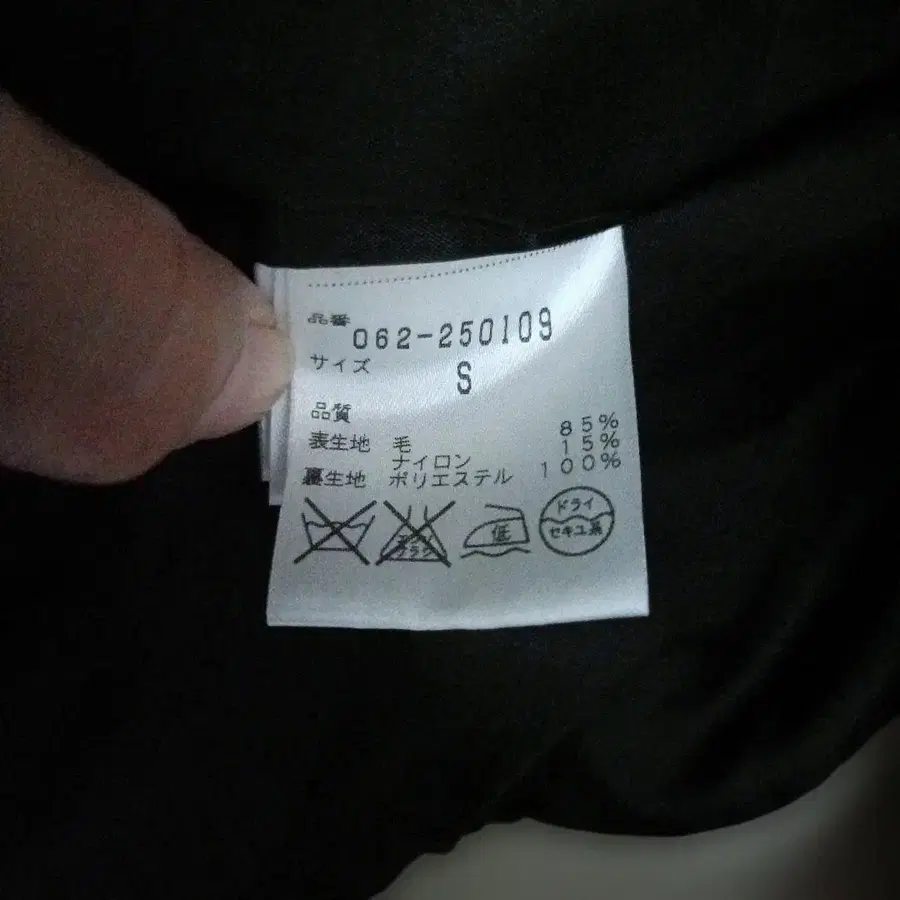 品番
062-250109
サイズ
S
品質
表生地 毛 85%
ナイロン 15%
裏生地 ポリエステル 100%
低
ドライ
セキユ系